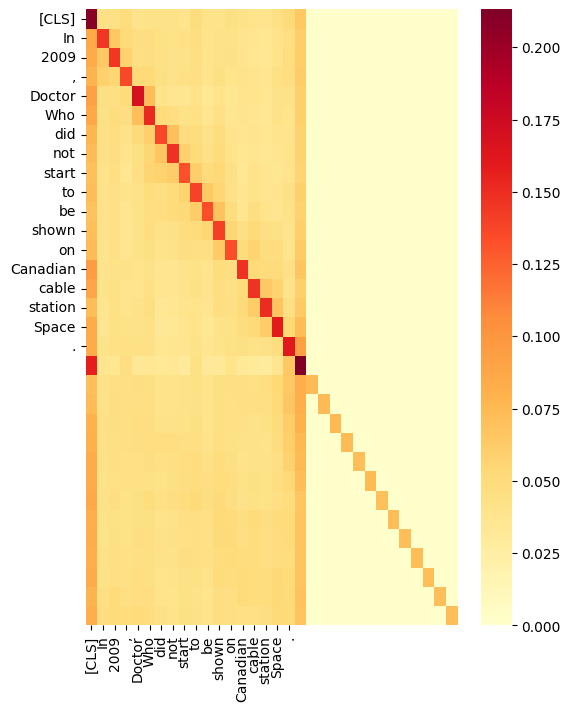 [CLS]
In
2009
,
Doctor
Who
did
not
start
to
be
shown
on
Canadian
cable
station
Space
.
0.200
0.175
0.150
0.125
0.100
0.075
0.050
0.025
0.000
[CLS]
In
2009
,
Doctor
Who
did
not
start
to
be
shown
on
Canadian
cable
station
Space
.